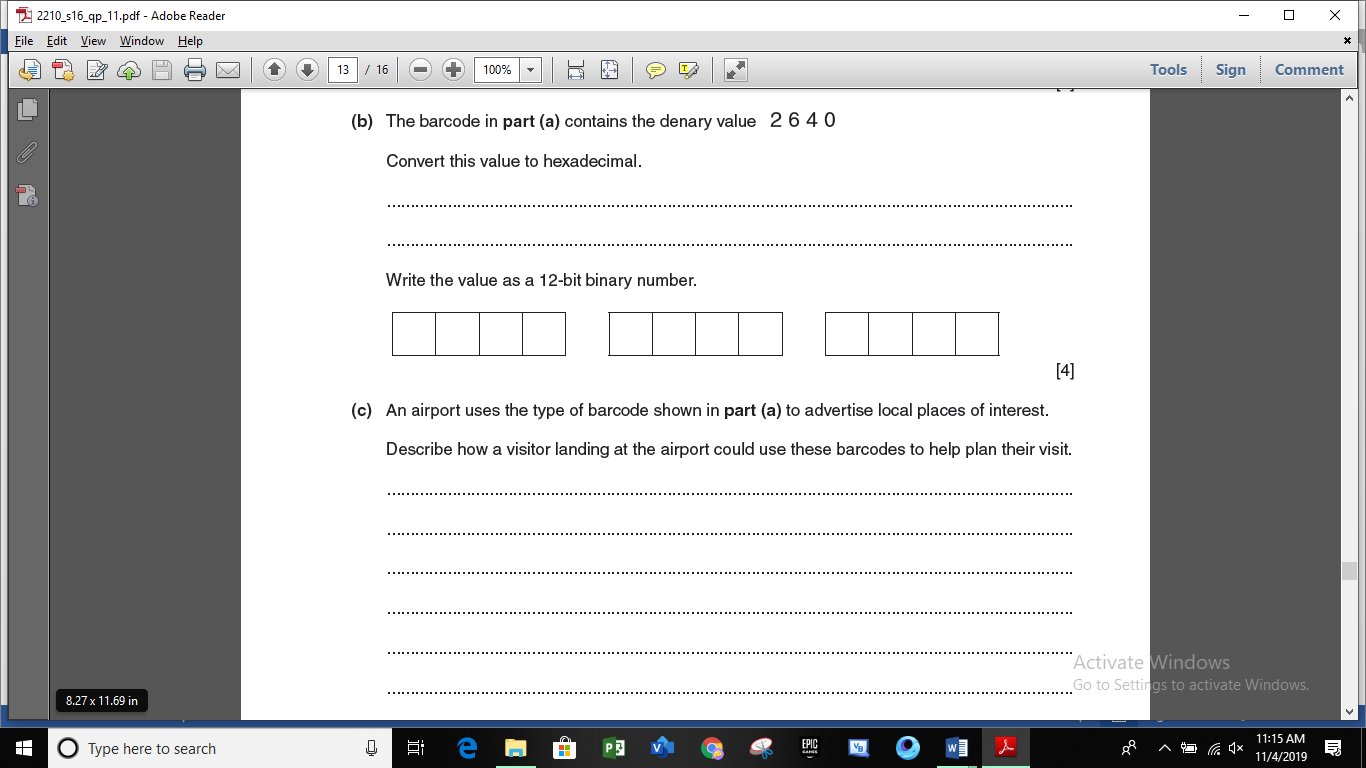 2210_s16_qp_11.pdf - Adobe Reader
File Edit View Window Help
13 / 16 100% Tools Sign Comment
(b) The barcode in part (a) contains the denary value 2 6 4 0
Convert this value to hexadecimal.
Write the value as a 12-bit binary number.
[4]
(c) An airport uses the type of barcode shown in part (a) to advertise local places of interest.
Describe how a visitor landing at the airport could use these barcodes to help plan their visit.
Activate Windows
Go to Settings to activate Windows.
8.27 x 11.69 in
Type here to search
11:15 AM
11/4/2019